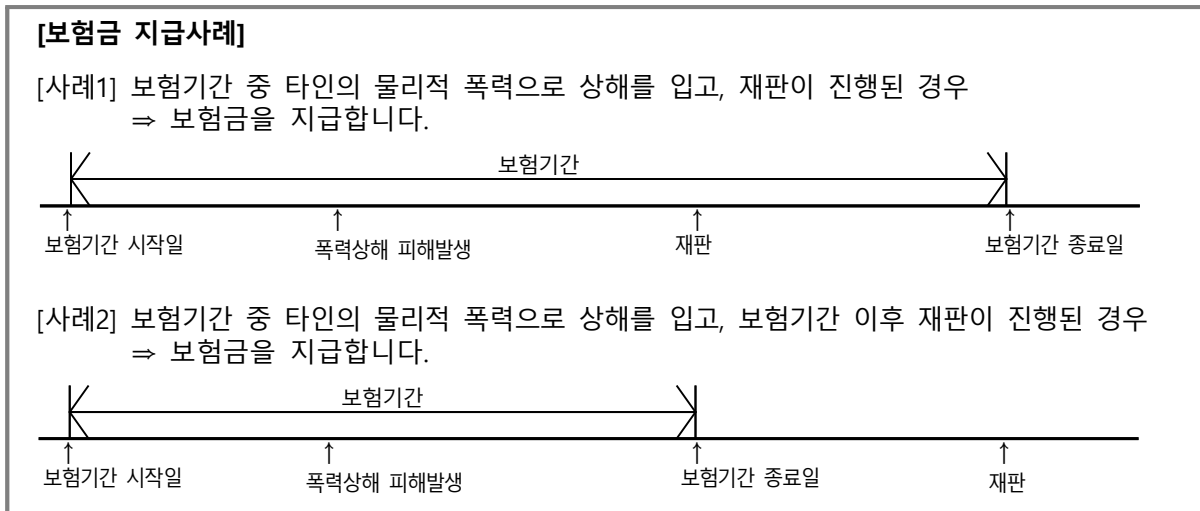 [보험금 지급사례]
[사례1] 보험기간 중 타인의 물리적 폭력으로 상해를 입고, 재판이 진행된 경우
⇒ 보험금을 지급합니다.
보험기간
↑ ↑ ↑ ↑
보험기간 시작일 폭력상해 피해발생 재판 보험기간 종료일
[사례2] 보험기간 중 타인의 물리적 폭력으로 상해를 입고, 보험기간 이후 재판이 진행된 경우
⇒ 보험금을 지급합니다.
보험기간
↑ ↑ ↑ ↑
보험기간 시작일 폭력상해 피해발생 보험기간 종료일 재판